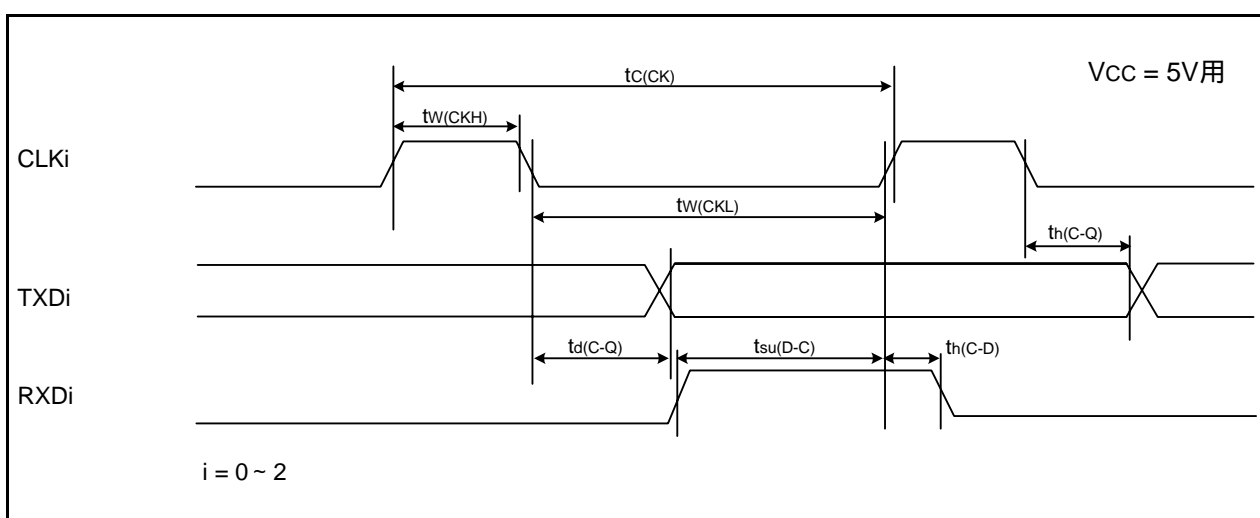 VCC = 5V用
tC(CK)
tW(CKH)
CLKi
tW(CKL)
th(C-Q)
TXDi
td(C-Q)
tsu(D-C)
th(C-D)
RXDi
i = 0 ~ 2